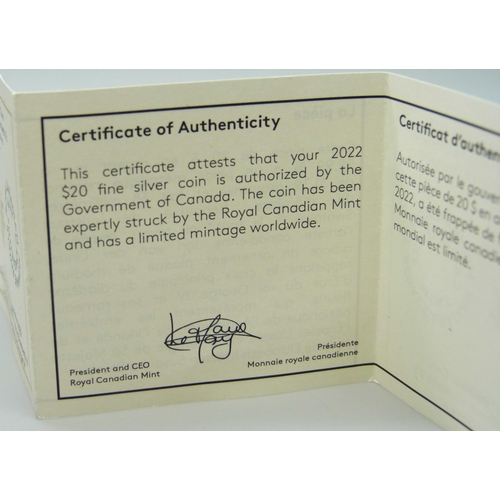 Certificate of Authenticity
This certificate attests that your 2022
$20 fine silver coin is authorized by the
Government of Canada. The coin has been
expertly struck by the Royal Canadian Mint
and has a limited mintage worldwide.
President and CEO
Royal Canadian Mint
Présidente
Monnaie royale canadienne
Certificat d'authen
Autorisée par le gouver
cette pièce de 20 $ en
2022, a été frappée de
Monnaie royale canadie
mondial est limité.